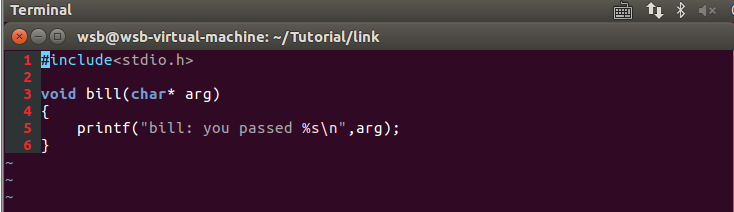 Terminal
wsb@wsb-virtual-machine: ~/Tutorial/link
1 #include<stdio.h>
2
3 void bill(char* arg)
4 {
5     printf("bill: you passed %s\n",arg);
6 }
~
~
~